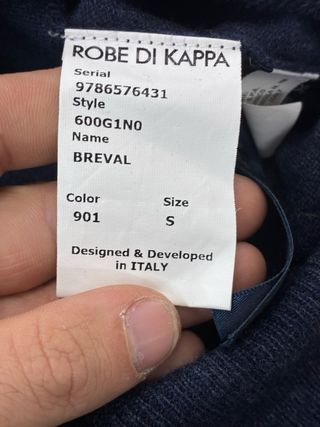 ROBE DI KAPPA
Serial
9786576431
Style
600G1N0
Name
BREVAL
Color Size
901 S
Designed & Developed
in ITALY